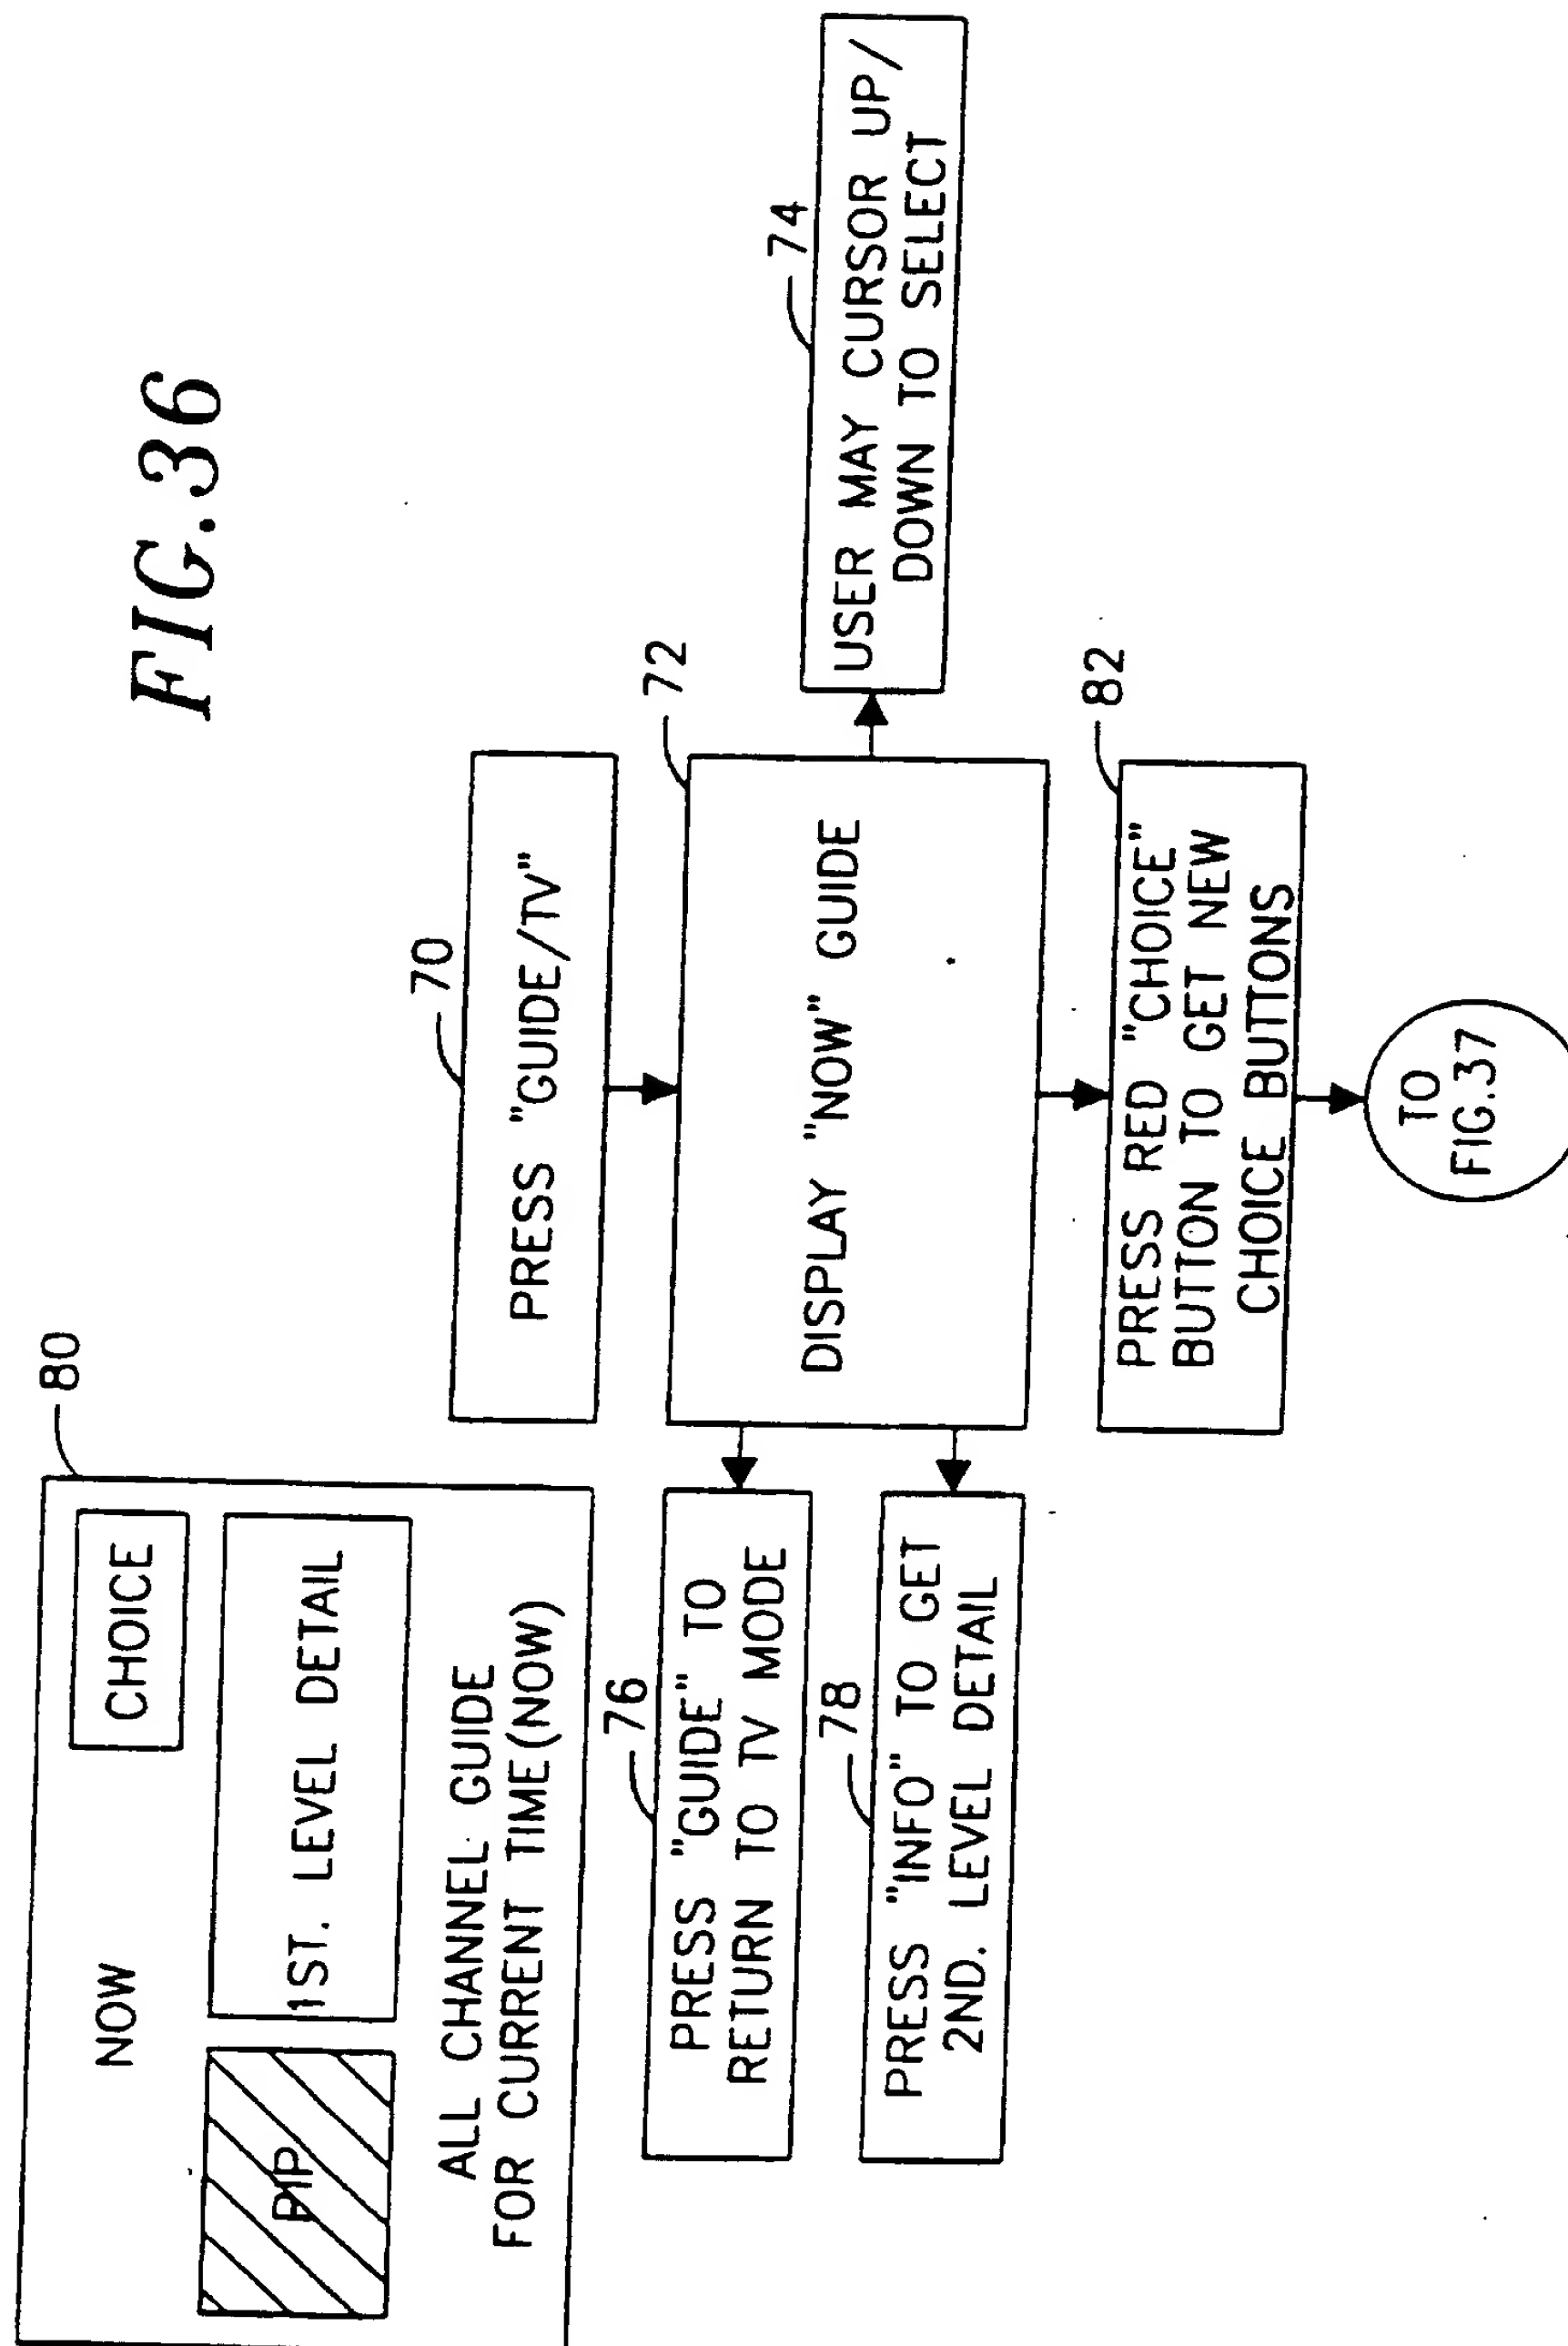 FIG.36
80
NOW
CHOICE
PIP
1ST. LEVEL DETAIL
ALL CHANNEL GUIDE
FOR CURRENT TIME(NOW)
70
PRESS "GUIDE/TV"
72
DISPLAY "NOW" GUIDE
74
USER MAY CURSOR UP/
DOWN TO SELECT
76
PRESS "GUIDE" TO
RETURN TO TV MODE
78
PRESS "INFO" TO GET
2ND. LEVEL DETAIL
82
PRESS RED "CHOICE"
BUTTON TO GET NEW
CHOICE BUTTONS
TO
FIG.37